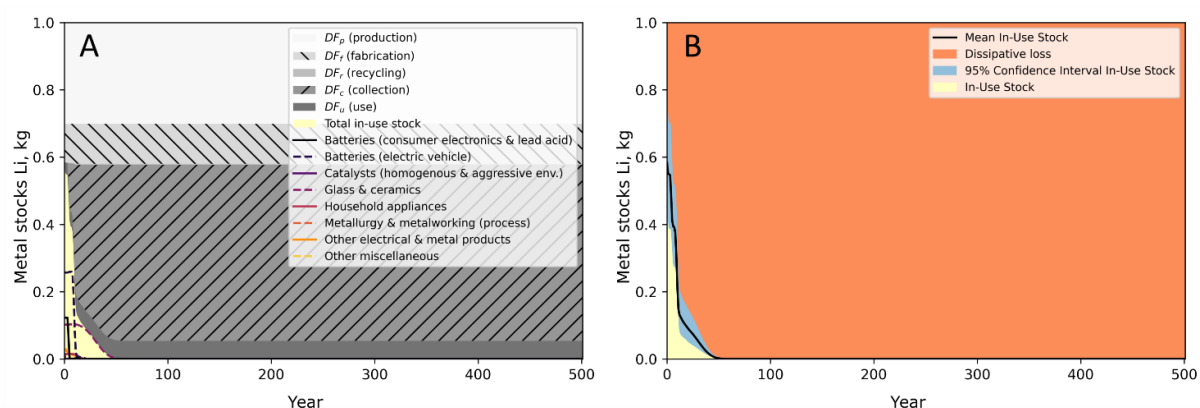 A
1.0
0.8
0.6
0.4
0.2
0.0
Metal stocks Li, kg
0
100
200
300
400
500
Year
DFp (production)
DFf (fabrication)
DFr (recycling)
DFc (collection)
DFu (use)
Total in-use stock
Batteries (consumer electronics & lead acid)
Batteries (electric vehicle)
Catalysts (homogenous & aggressive env.)
Glass & ceramics
Household appliances
Metallurgy & metalworking (process)
Other electrical & metal products
Other miscellaneous
B
1.0
0.8
0.6
0.4
0.2
0.0
Metal stocks Li, kg
0
100
200
300
400
500
Year
Mean In-Use Stock
Dissipative loss
95% Confidence Interval In-Use Stock
In-Use Stock